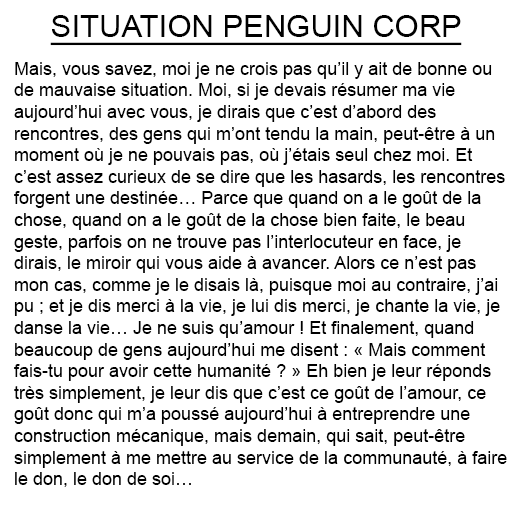 SITUATION PENGUIN CORP
Mais, vous savez, moi je ne crois pas qu’il y ait de bonne ou
de mauvaise situation. Moi, si je devais résumer ma vie
aujourd’hui avec vous, je dirais que c’est d’abord des
rencontres, des gens qui m’ont tendu la main, peut-être à un
moment où je ne pouvais pas, où j’étais seul chez moi. Et
c’est assez curieux de se dire que les hasards, les rencontres
forgent une destinée… Parce que quand on a le goût de la
chose, quand on a le goût de la chose bien faite, le beau
geste, parfois on ne trouve pas l’interlocuteur en face, je
dirais, le miroir qui vous aide à avancer. Alors ce n’est pas
mon cas, comme je le disais là, puisque moi au contraire, j’ai
pu ; et je dis merci à la vie, je lui dis merci, je chante la vie, je
danse la vie… Je ne suis qu’amour ! Et finalement, quand
beaucoup de gens aujourd’hui me disent : « Mais comment
fais-tu pour avoir cette humanité ? » Eh bien je leur réponds
très simplement, je leur dis que c’est ce goût de l’amour, ce
goût donc qui m’a poussé aujourd’hui à entreprendre une
construction mécanique, mais demain, qui sait, peut-être
simplement à me mettre au service de la communauté, à faire
le don, le don de soi…